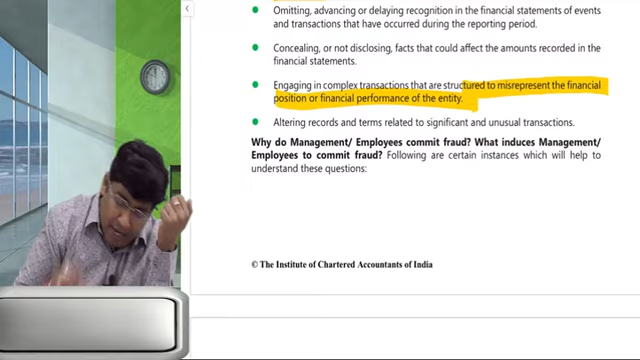 Omitting, advancing or delaying recognition in the financial statements of events
and transactions that have occurred during the reporting period.
Concealing, or not disclosing, facts that could affect the amounts recorded in the
financial statements.
Engaging in complex transactions that are structured to misrepresent the financial
position or financial performance of the entity.
Altering records and terms related to significant and unusual transactions.
Why do Management/ Employees commit fraud? What induces Management/
Employees to commit fraud? Following are certain instances which will help to
understand these questions:
© The Institute of Chartered Accountants of India